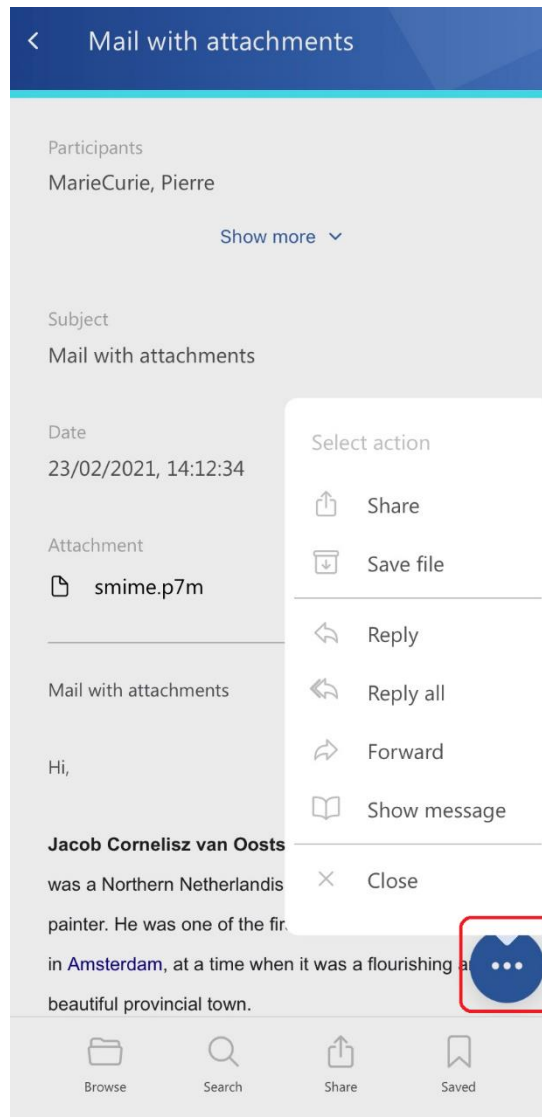 Mail with attachments
Participants
MarieCurie, Pierre
Show more
Subject
Mail with attachments
Date
23/02/2021, 14:12:34
Attachment
smime.p7m
Select action
Share
Save file
Reply
Reply all
Forward
Show message
Close
Mail with attachments
Hi,
Jacob Cornelisz van Oosts
was a Northern Netherlandis
painter. He was one of the fir
in Amsterdam, at a time when it was a flourishing
beautiful provincial town.
Browse
Search
Share
Saved